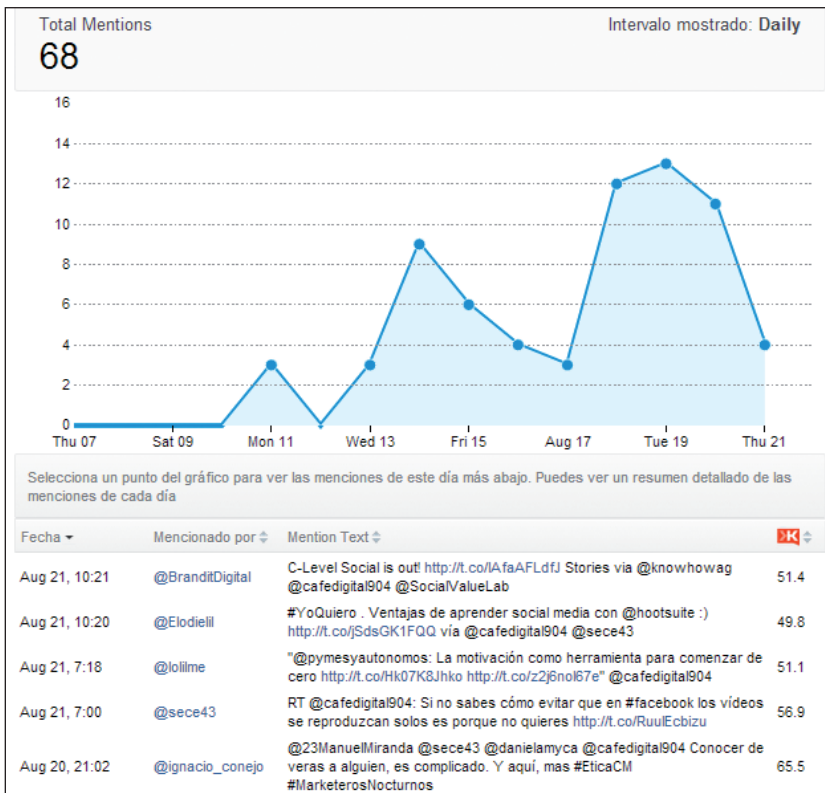 Total Mentions
Intervalo mostrado: Daily
68
16
14
12
10
8
6
4
2
0
Thu 07 Sat 09 Mon 11 Wed 13 Fri 15 Aug 17 Tue 19 Thu 21
Selecciona un punto del gráfico para ver las menciones de este día más abajo. Puedes ver un resumen detallado de las
menciones de cada día
Fecha Mencionado por Mention Text K
Aug 21, 10:21 @BranditDigital C-Level Social is out! http://t.co/lAfaAFLdfJ Stories via @knowhowag
@cafedigital904 @SocialValueLab 51.4
Aug 21, 10:20 @Elodielil #YoQuiero . Ventajas de aprender social media con @hootsuite :)
http://t.co/jSdsGK1FQQ vía @cafedigital904 @sece43 49.8
Aug 21, 7:18 @lolilme "@pymesyautonomos: La motivación como herramienta para comenzar de
cero http://t.co/Hk07K8Jhko http://t.co/z2j6nol67e" @cafedigital904 51.1
Aug 21, 7:00 @sece43 RT @cafedigital904: Si no sabes cómo evitar que en #facebook los vídeos
se reproduzcan solos es porque no quieres http://t.co/RuulEcbizu 56.9
Aug 20, 21:02 @ignacio_conejo @23ManuelMiranda @sece43 @danielamyca @cafedigital904 Conocer de
veras a alguien, es complicado. Y aquí, mas #EticaCM
#MarketerosNocturnos 65.5